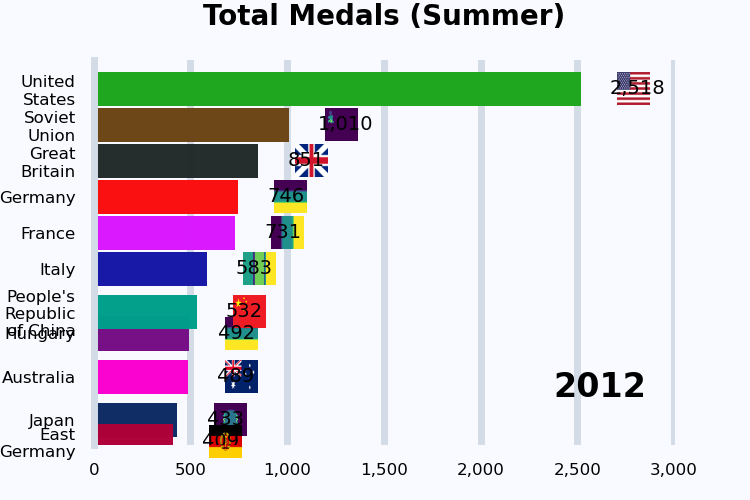 Total Medals (Summer)
United
States
2,518
Soviet
Union
1,010
Great
Britain
851
Germany
746
France
731
Italy
583
People's
Republic
of China
532
Hungary
492
Australia
489
2012
Japan
433
East
Germany
409
0 500 1,000 1,500 2,000 2,500 3,000